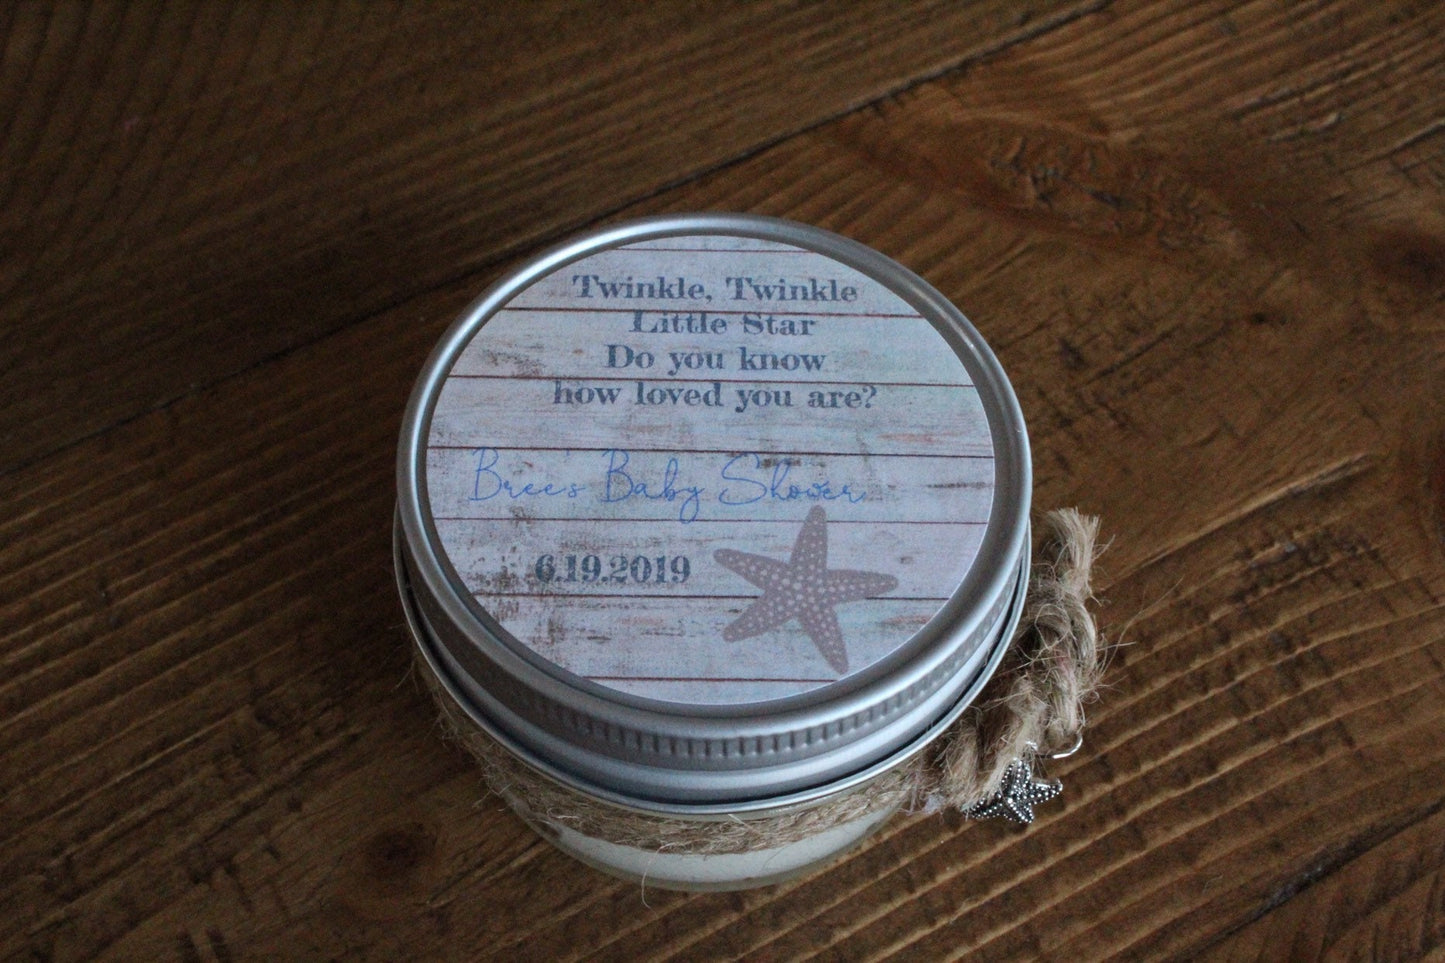 Twinkle, Twinkle
Little Star
Do you know
how loved you are?
Bree's Baby Shower
6.19.2019